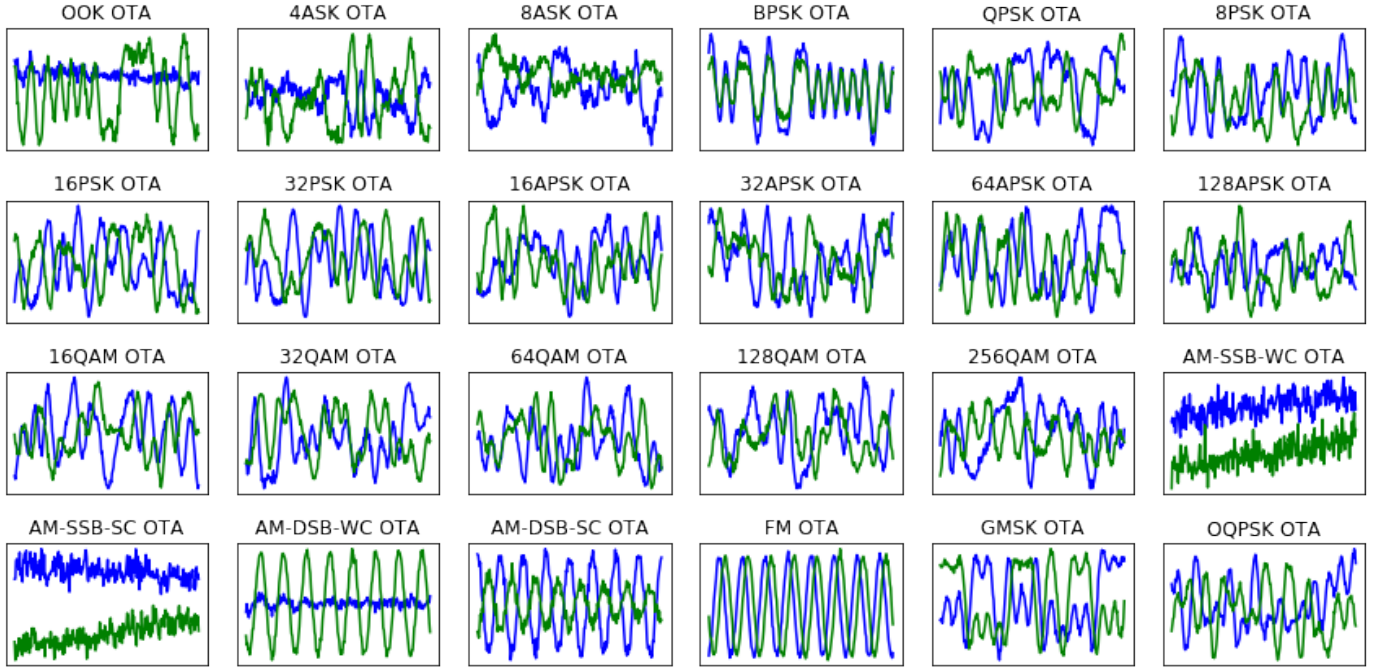 OOK OTA
4ASK OTA
8ASK OTA
BPSK OTA
QPSK OTA
8PSK OTA
16PSK OTA
32PSK OTA
16APSK OTA
32APSK OTA
64APSK OTA
128APSK OTA
16QAM OTA
32QAM OTA
64QAM OTA
128QAM OTA
256QAM OTA
AM-SSB-WC OTA
AM-SSB-SC OTA
AM-DSB-WC OTA
AM-DSB-SC OTA
FM OTA
GMSK OTA
OQPSK OTA